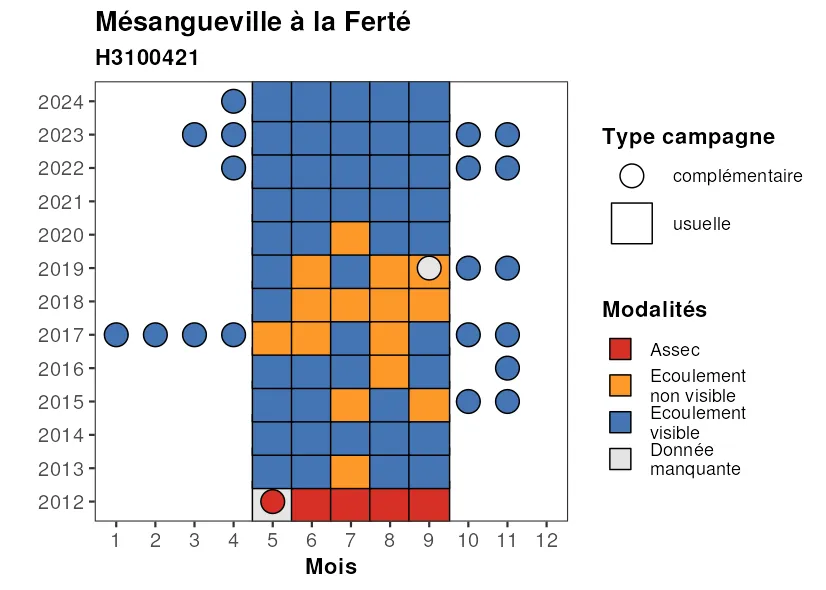 Mésangueville à la Ferté
H3100421
2024
2023
2022
2021
2020
2019
2018
2017
2016
2015
2014
2013
2012
1 2 3 4 5 6 7 8 9 10 11 12
Mois
Type campagne
complémentaire
usuelle
Modalités
Assec
Ecoulement
non visible
Ecoulement
visible
Donnée
manquante